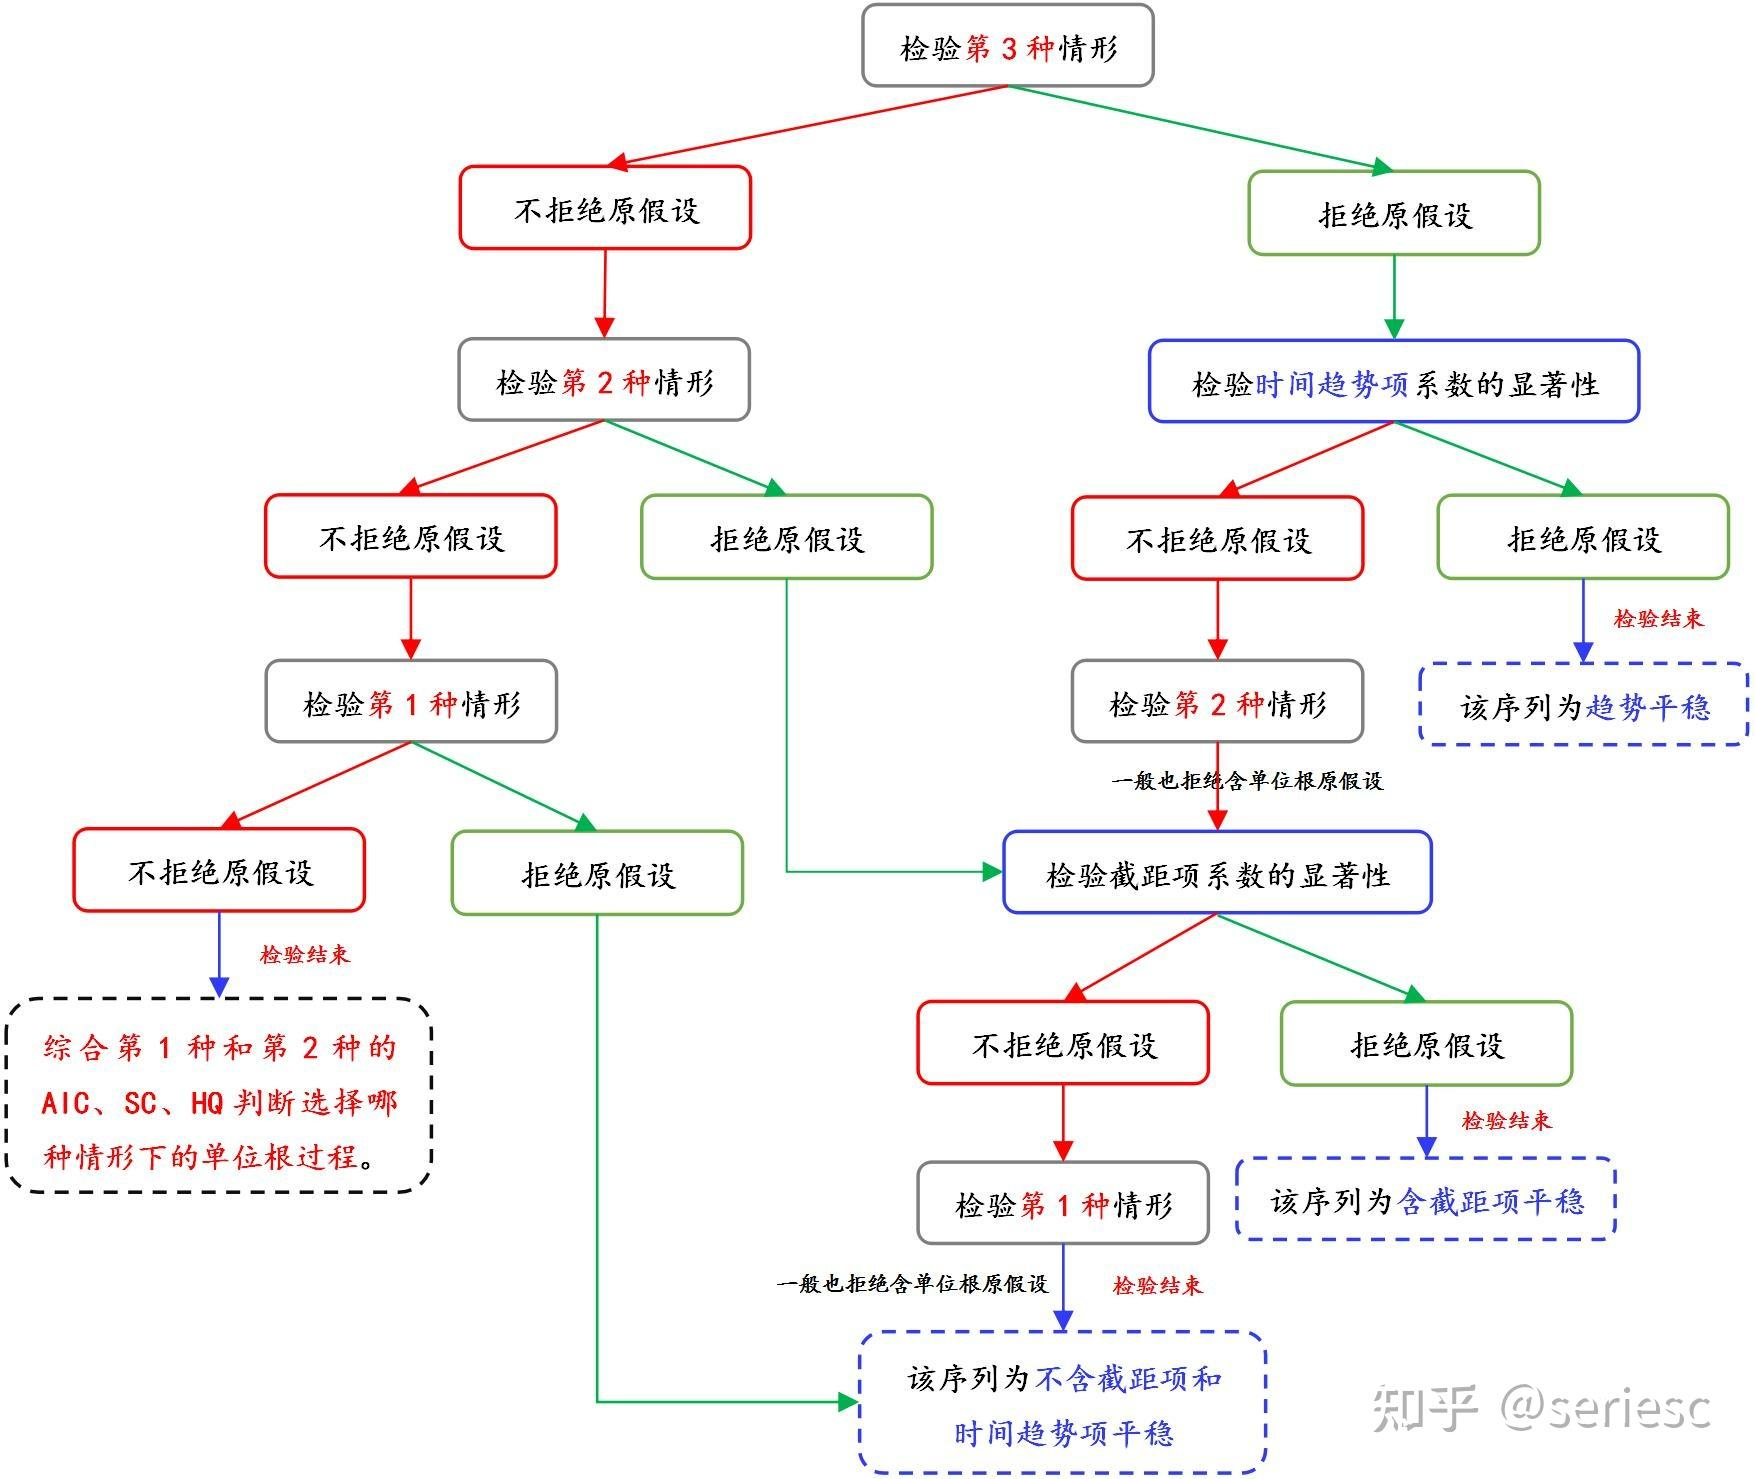 检验第3种情形
不拒绝原假设
拒绝原假设
检验第2种情形
检验时间趋势项系数的显著性
不拒绝原假设
拒绝原假设
不拒绝原假设
拒绝原假设
检验结束
检验第1种情形
检验第2种情形
该序列为趋势平稳
一般也拒绝含单位根原假设
不拒绝原假设
拒绝原假设
检验截距项系数的显著性
检验结束
综合第1种和第2种的
AIC、SC、HQ判断选择哪
种情形下的单位根过程。
不拒绝原假设
拒绝原假设
检验结束
检验第1种情形
该序列为含截距项平稳
一般也拒绝含单位根原假设
检验结束
该序列为不含截距项和
时间趋势项平稳
知乎 @seriesc